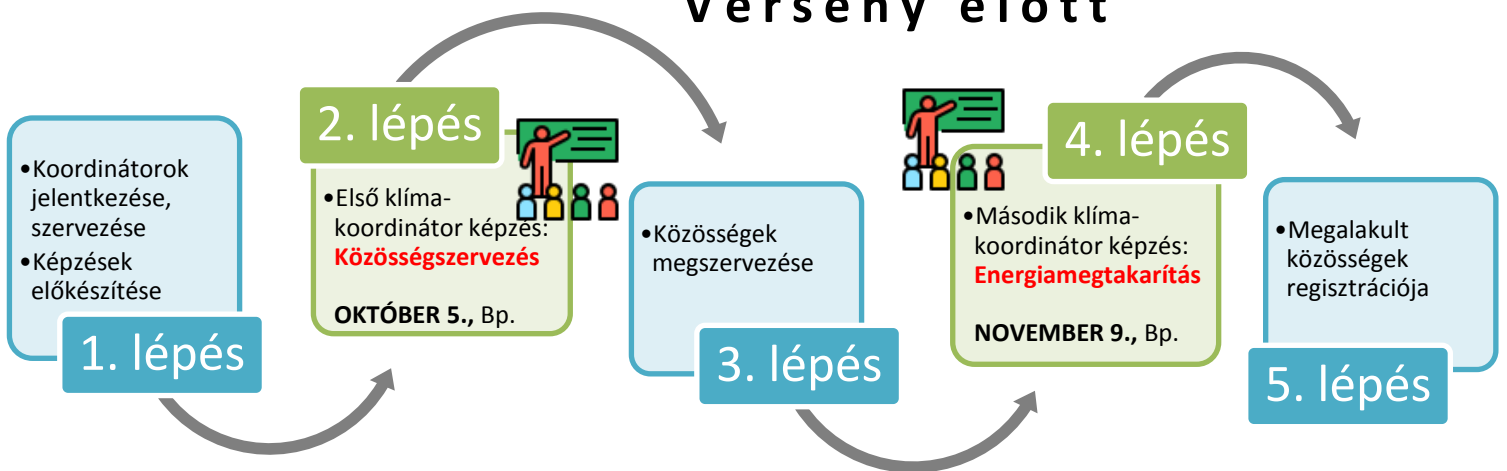 Verseny előtt
1. lépés
•Koordinátorok
jelentkezése,
szervezése
•Képzések
előkészítése
2. lépés
•Első klíma-
koordinátor képzés:
Közösségszervezés
OKTÓBER 5., Bp.
3. lépés
•Közösségek
megszervezése
4. lépés
•Második klíma-
koordinátor képzés:
Energiamegtakarítás
NOVEMBER 9., Bp.
5. lépés
•Megalakult
közösségek
regisztrációja